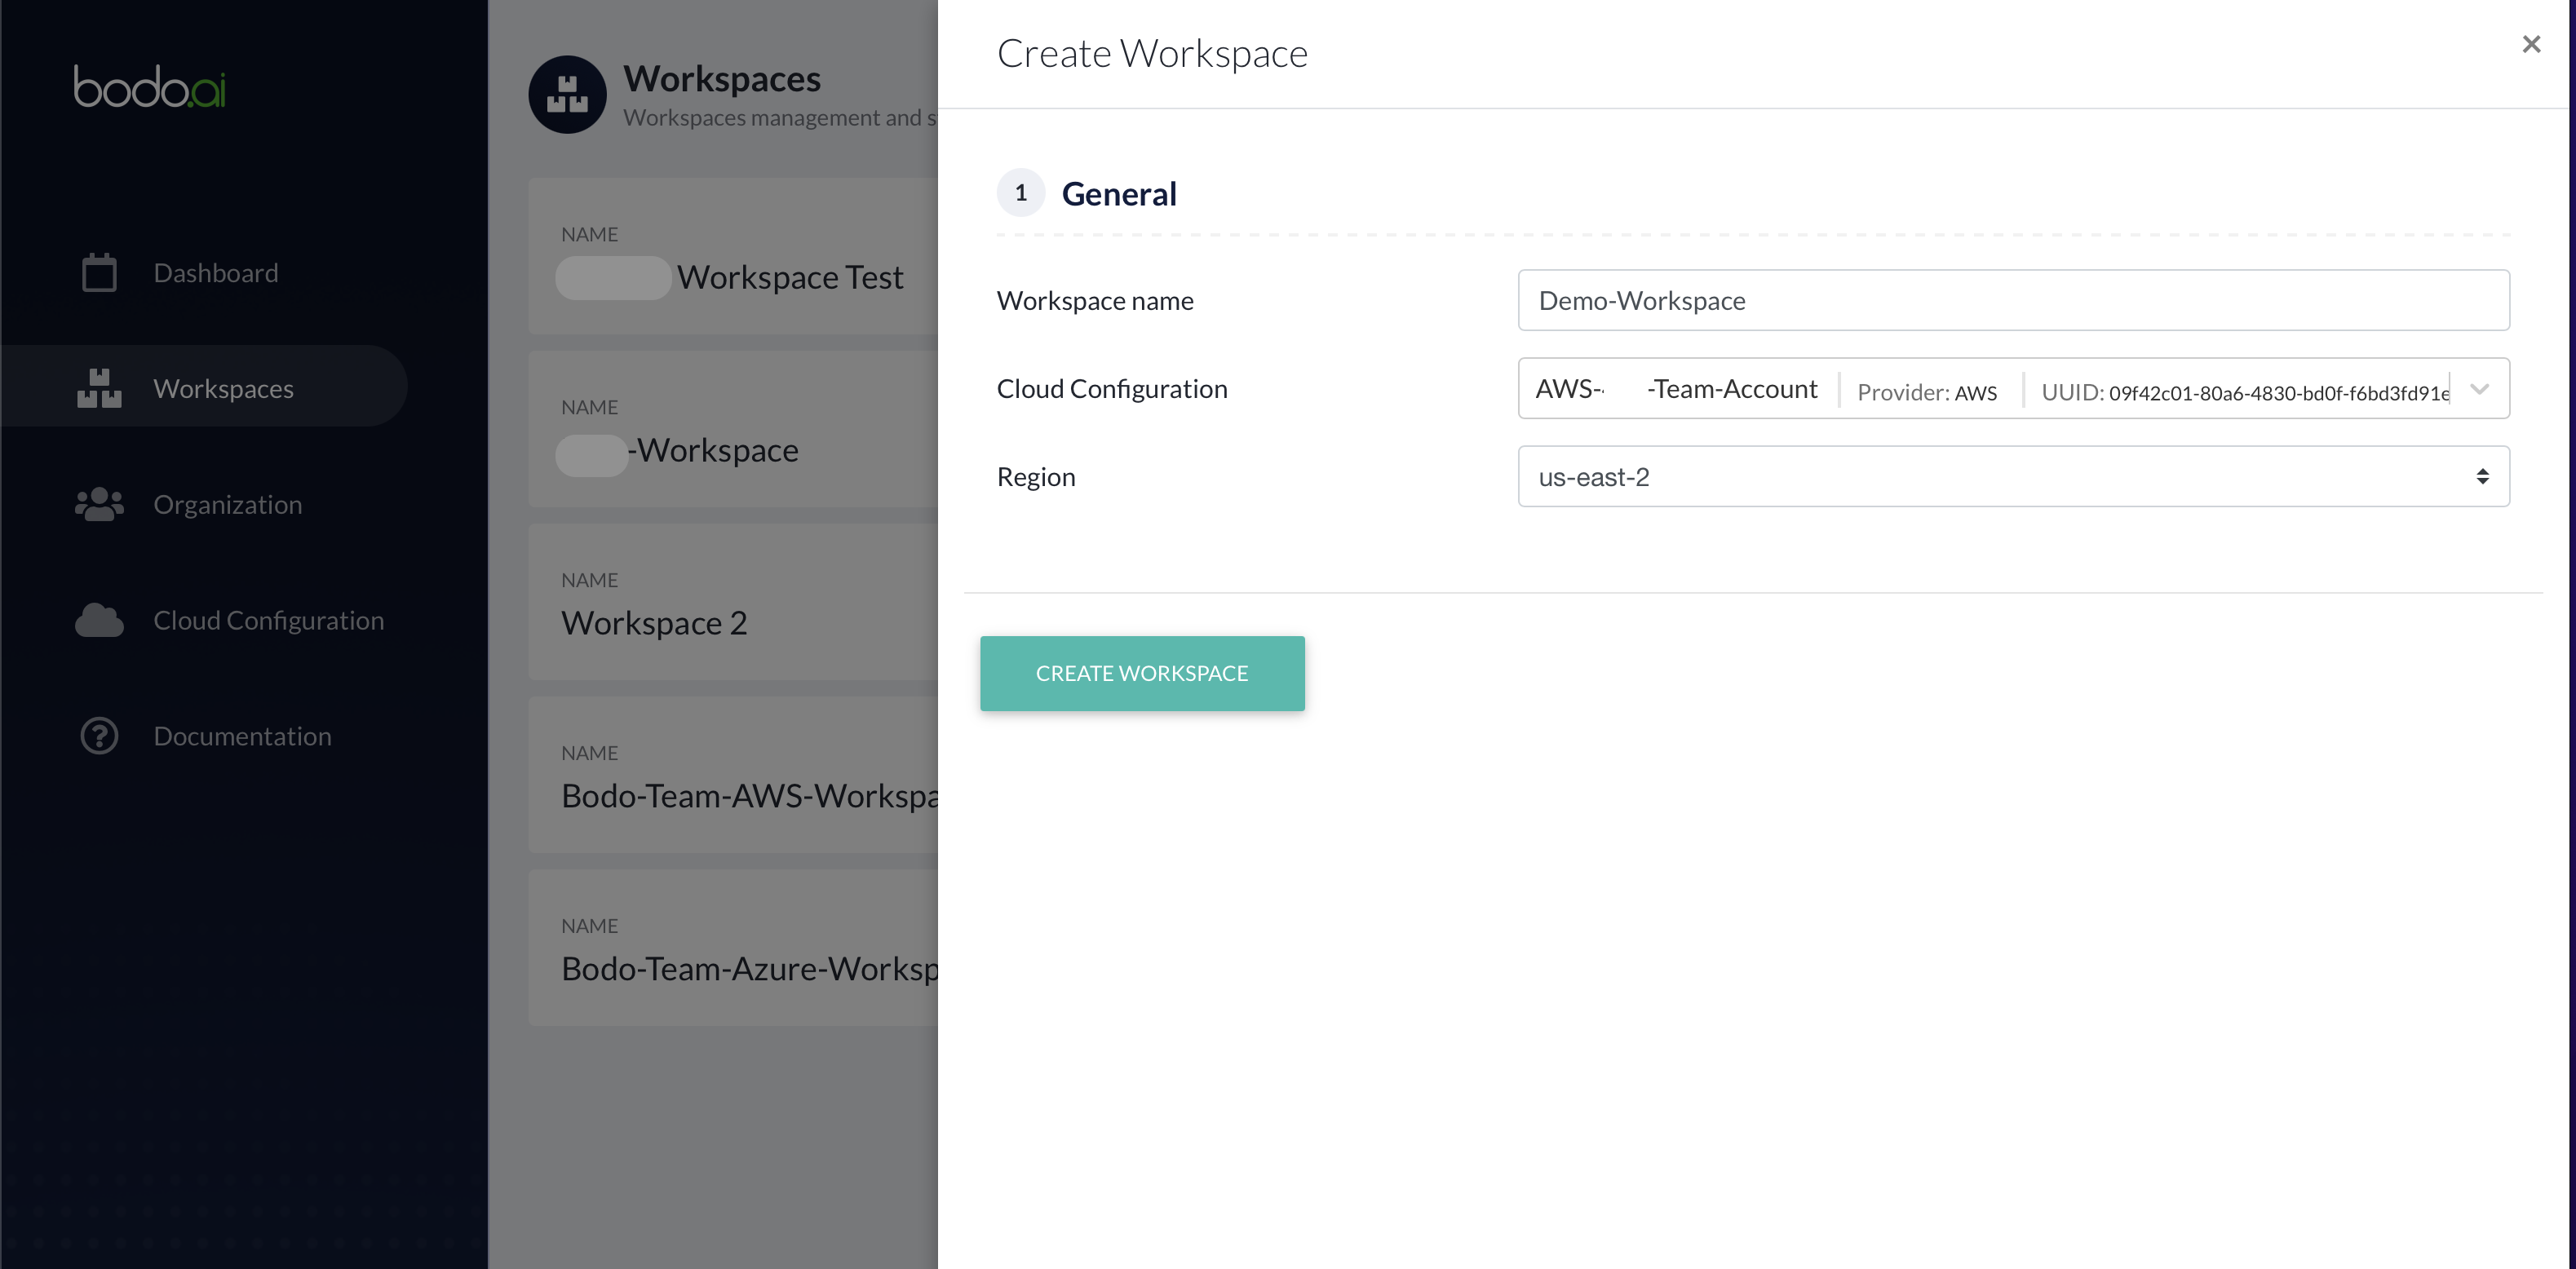 bodo.ai
Dashboard
Workspaces
Organization
Cloud Configuration
Documentation
Workspaces
Workspaces management and s
NAME
Workspace Test
NAME
-Workspace
NAME
Workspace 2
NAME
Bodo-Team-AWS-Workspa
NAME
Bodo-Team-Azure-Worksp
Create Workspace
×
1 General
Workspace name Demo-Workspace
Cloud Configuration AWS- -Team-Account Provider: AWS UUID: 09f42c01-80a6-4830-bd0f-f6bd3fd91e
Region us-east-2
CREATE WORKSPACE